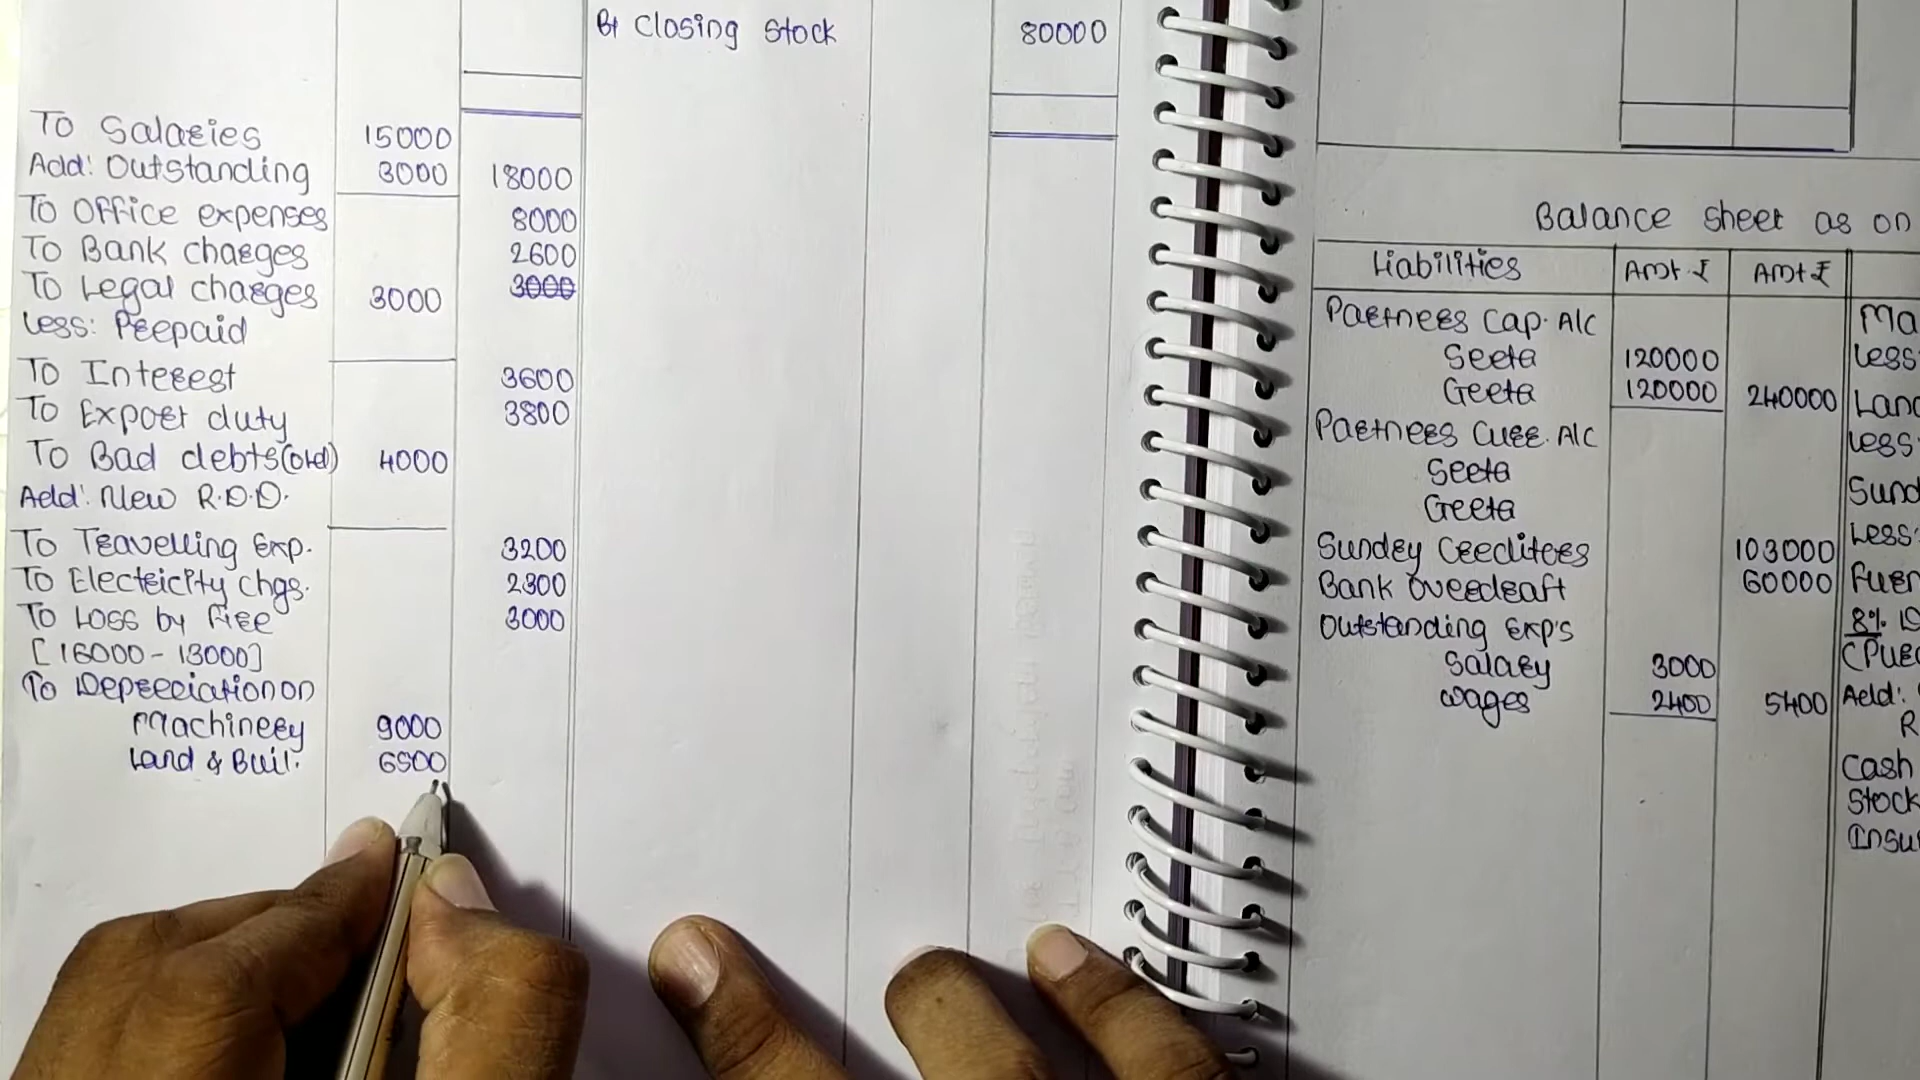 By Closing Stock 80000
To Salaries 15000
Add: Outstanding 3000 18000
To Office expenses 8000
To Bank charges 2600
To Legal charges 3000 3000
Less: Prepaid
To Interest 3600
To Export duty 3800
To Bad debts(old) 4000
Add: New R.D.D.
To Travelling Exp. 3200
To Electricity Chgs. 2300
To Loss by Fire 3000
[16000-13000]
To Depreciation on
Machinery 9000
Land & Buil. 6500
Balance sheet as on
Liabilities Amt ₹ Amt ₹
Partners Cap. A/C
Seeta 120000
Geeta 120000 240000
Partners Curr. A/C
Seeta
Geeta
Sundry Creditors 103000
Bank Overdraft 60000
Outstanding Exp's
Salary 3000
Wages 2400 5400
Less:
Less:
Less:
8%
Add:
R
Cash
Stock